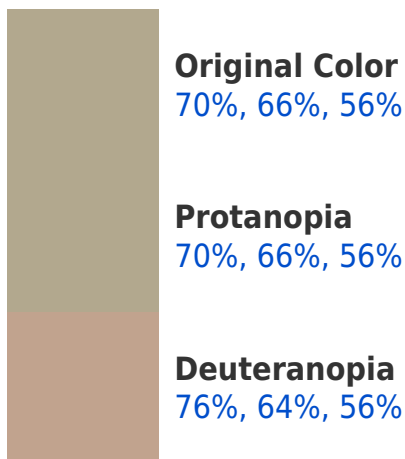 Original Color
70%, 66%, 56%
Protanopia
70%, 66%, 56%
Deuteranopia
76%, 64%, 56%